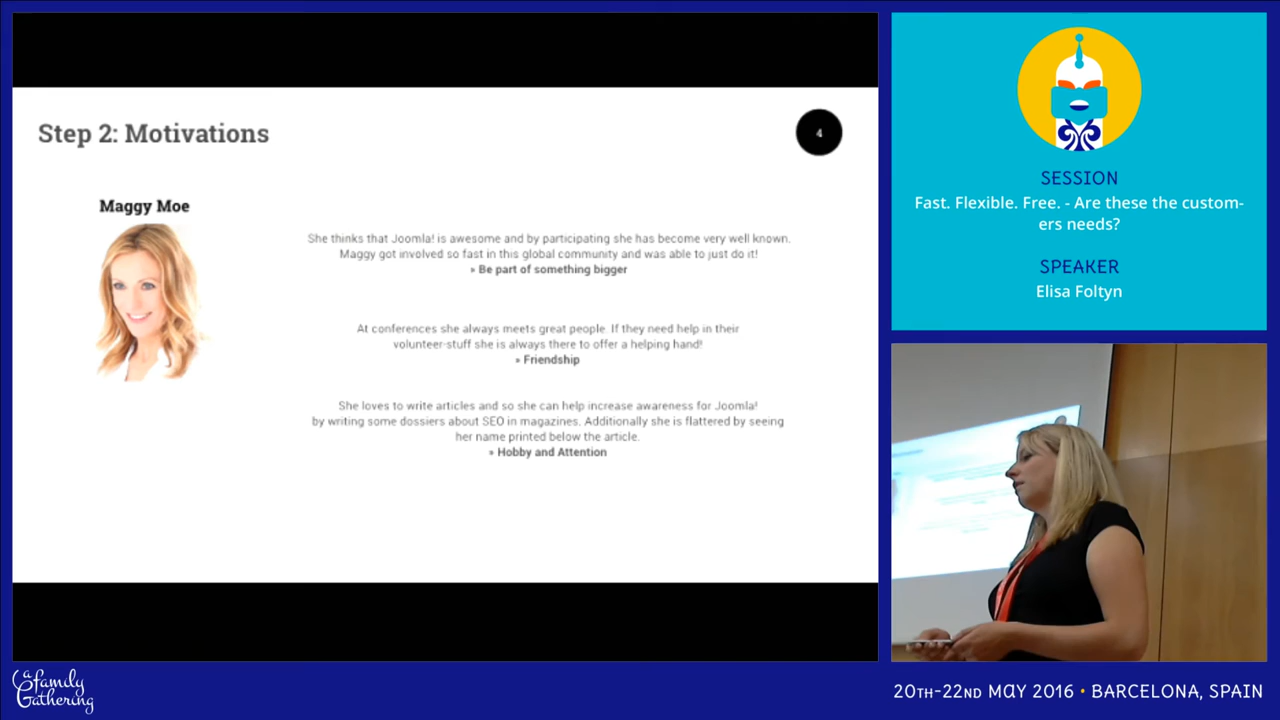 Step 2: Motivations
4
Maggy Moe
She thinks that Joomla! is awesome and by participating she has become very well known.
Maggy got involved so fast in this global community and was able to just do it!
» Be part of something bigger
At conferences she always meets great people. If they need help in their
volunteer-stuff she is always there to offer a helping hand!
» Friendship
She loves to write articles and so she can help increase awareness for Joomla!
by writing some dossiers about SEO in magazines. Additionally she is flattered by seeing
her name printed below the article.
» Hobby and Attention
SESSION
Fast. Flexible. Free. - Are these the custom-
ers needs?
SPEAKER
Elisa Foltyn
a family
Gathering
20TH-22ND MAY 2016 • BARCELONA, SPAIN